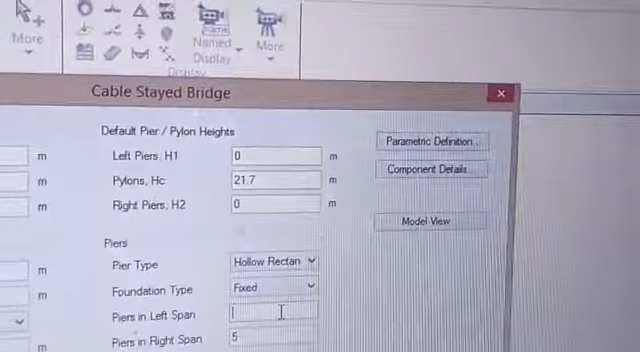 More
name
Named
Display
More
Display
Cable Stayed Bridge
Default Pier / Pylon Heights
Parametric Definition...
m
Left Piers, H1
0
m
Component Details...
m
Pylons, Hc
21.7
m
m
Right Piers, H2
0
m
Model View
Piers
m
Pier Type
Hollow Rectan
m
Foundation Type
Fixed
Piers in Left Span
m
Piers in Right Span
5